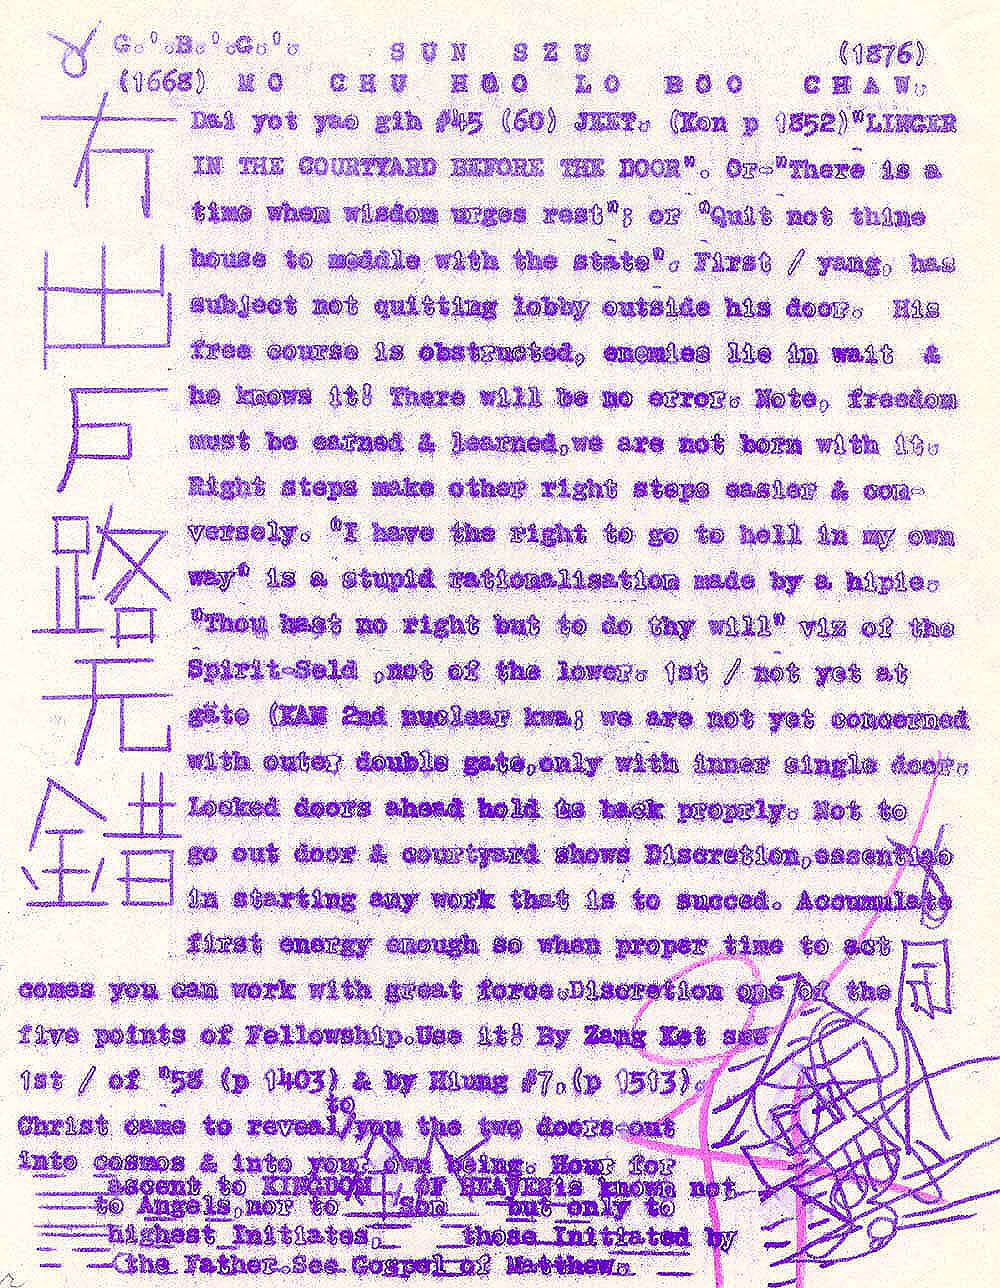 G.'.B.'.G.'. SUN SZU (1876)
(1668) MO CHU HOO LO BOO CHAW.
Dai yot yao gih #45 (60) JEET. (Kon p 1352)"LINGER
IN THE COURTYARD BEFORE THE DOOR". Or-"There is a
time when wisdom urges rest"; or "Quit not thine
house to meddle with the state". First / yang, has
subject not quitting lobby outside his door. His
free course is obstructed, enemies lie in wait &
he knows it! There will be no error. Note, freedom
must be earned & learned,we are not born with it.
Right steps make other right steps easier & con-
versely. "I have the right to go to hell in my own
way" is a stupid rationalisation made by a hipie.
"Thou hast no right but to do thy will" viz of the
Spirit-Seld ,not of the lower. 1st / not yet at
gate (KAN 2nd nuclear kwa; we are not yet concerned
with outer double gate,only with inner single door.
Locked doors ahead hold us back proprly. Not to
go out door & courtyard shows Discretion,essentiao
in starting any work that is to succed. Accumulate
first energy enough so when proper time to act
comes you can work with great force.Discretion one of the
five points of Fellowship.Use it! By Zang Ket see
1st / of "58 (p 1403) & by Hiung #7.(p 1513).
to
Christ came to reveal/you the two doors-out
into cosmos & into your own being. Hour for
ascent to KINGDOM OF HEAVENis known not
to Angels,nor to Son but only to
highest Initiates, those Initiated by
(the Father.See Gospel of Matthew.
不
出
戶
路
无
錯